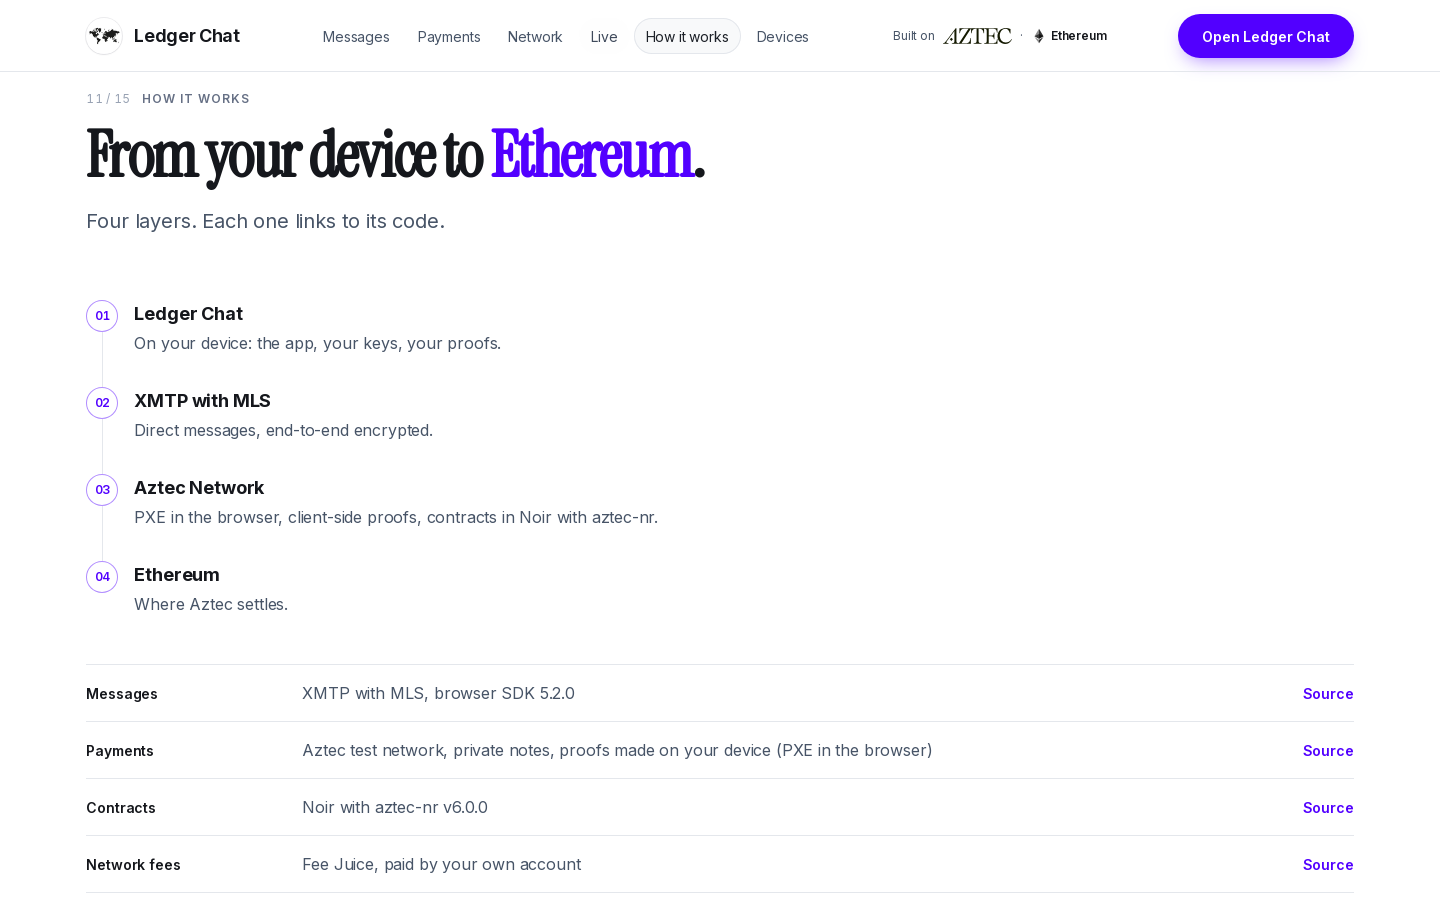 Ledger Chat
Messages
Payments
Network
Live
How it works
Devices
Built on AZTEC · Ethereum
Open Ledger Chat
11 / 15 HOW IT WORKS
From your device to Ethereum.
Four layers. Each one links to its code.
01 Ledger Chat
On your device: the app, your keys, your proofs.
02 XMTP with MLS
Direct messages, end-to-end encrypted.
03 Aztec Network
PXE in the browser, client-side proofs, contracts in Noir with aztec-nr.
04 Ethereum
Where Aztec settles.
Messages XMTP with MLS, browser SDK 5.2.0 Source
Payments Aztec test network, private notes, proofs made on your device (PXE in the browser) Source
Contracts Noir with aztec-nr v6.0.0 Source
Network fees Fee Juice, paid by your own account Source